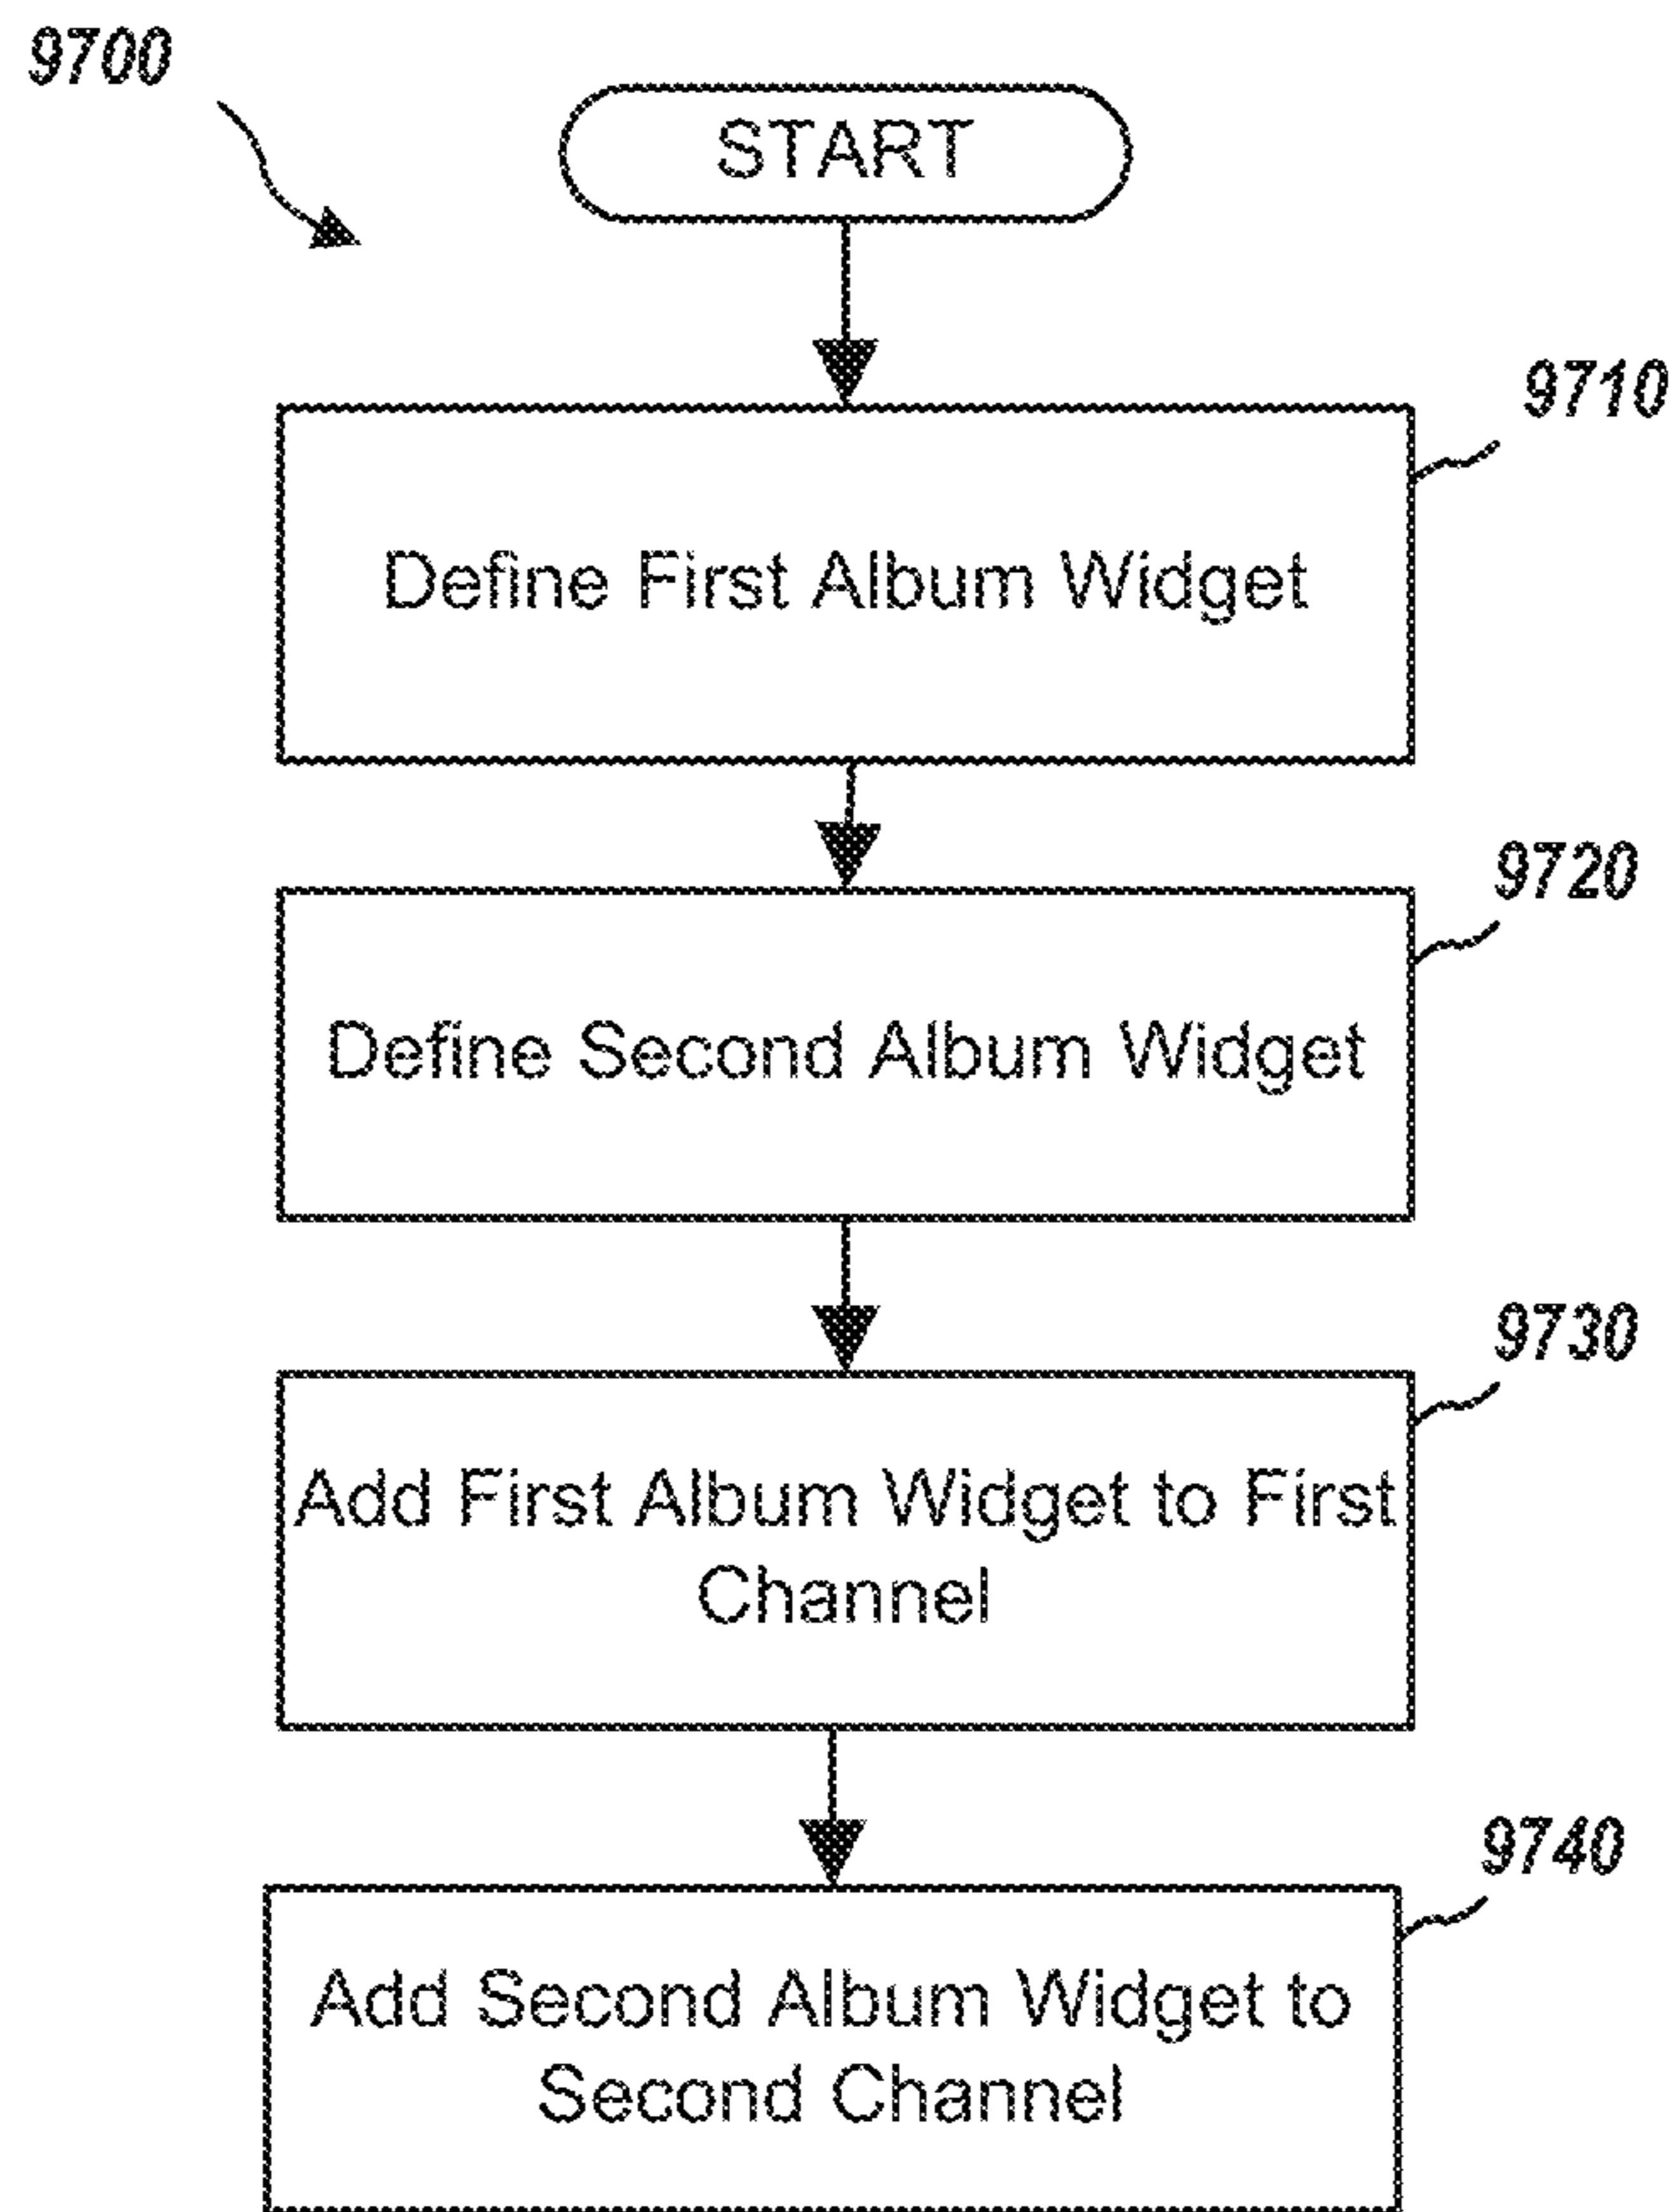 9700
START
9710
Define First Album Widget
9720
Define Second Album Widget
9730
Add First Album Widget to First
Channel
9740
Add Second Album Widget to
Second Channel